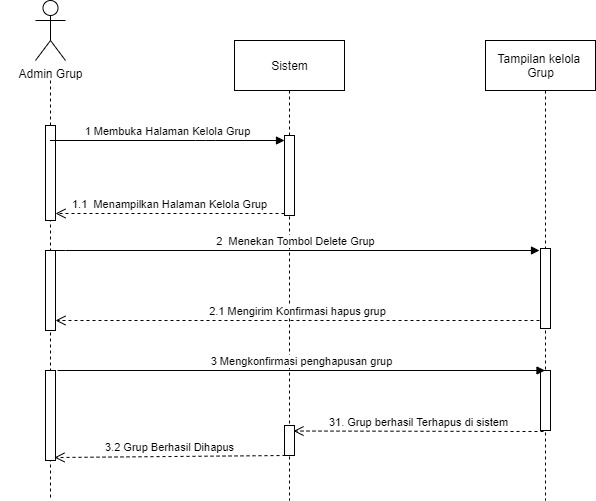 Admin Grup
Sistem
Tampilan kelola
Grup
1 Membuka Halaman Kelola Grup
1.1 Menampilkan Halaman Kelola Grup
2 Menekan Tombol Delete Grup
2.1 Mengirim Konfirmasi hapus grup
3 Mengkonfirmasi penghapusan grup
31. Grup berhasil Terhapus di sistem
3.2 Grup Berhasil Dihapus